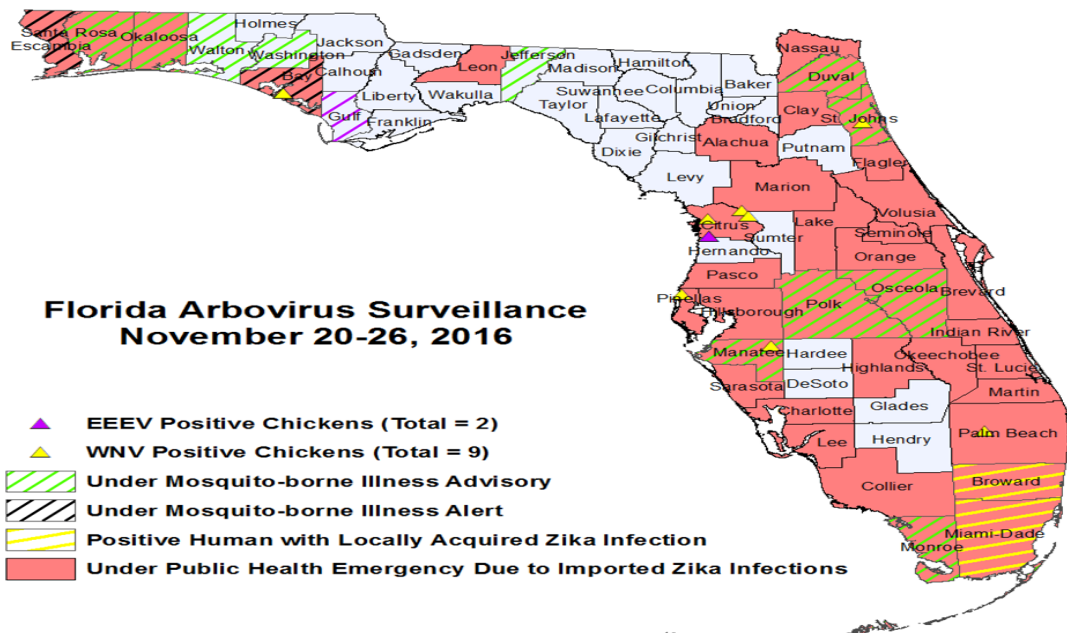 Holmes
Santa Rosa
Okaloosa
Escambia
Walton
Washington
Jackson
Gadsden
Jefferson
Hamilton
Nassau
Bay
Calhoun
Leon
Madison
Baker
Duval
Liberty
Wakulla
Suwannee
Columbia
Gulf
Franklin
Taylor
Union
Clay
St. Johns
Lafayette
Bradford
Gilchrist
Alachua
Putnam
Dixie
Flagler
Levy
Marion
Citrus
Lake
Volusia
Sumter
Seminole
Hernando
Orange
Pasco
Osceola
Brevard
Pinellas
Polk
Hillsborough
Florida Arbovirus Surveillance
November 20-26, 2016
Indian River
Manatee
Hardee
Okeechobee
Highlands
St. Lucie
Sarasota
DeSoto
Martin
Charlotte
Glades
Lee
Hendry
Palm Beach
Collier
Broward
Miami-Dade
Monroe
EEEV Positive Chickens (Total = 2)
WNV Positive Chickens (Total = 9)
Under Mosquito-borne Illness Advisory
Under Mosquito-borne Illness Alert
Positive Human with Locally Acquired Zika Infection
Under Public Health Emergency Due to Imported Zika Infections